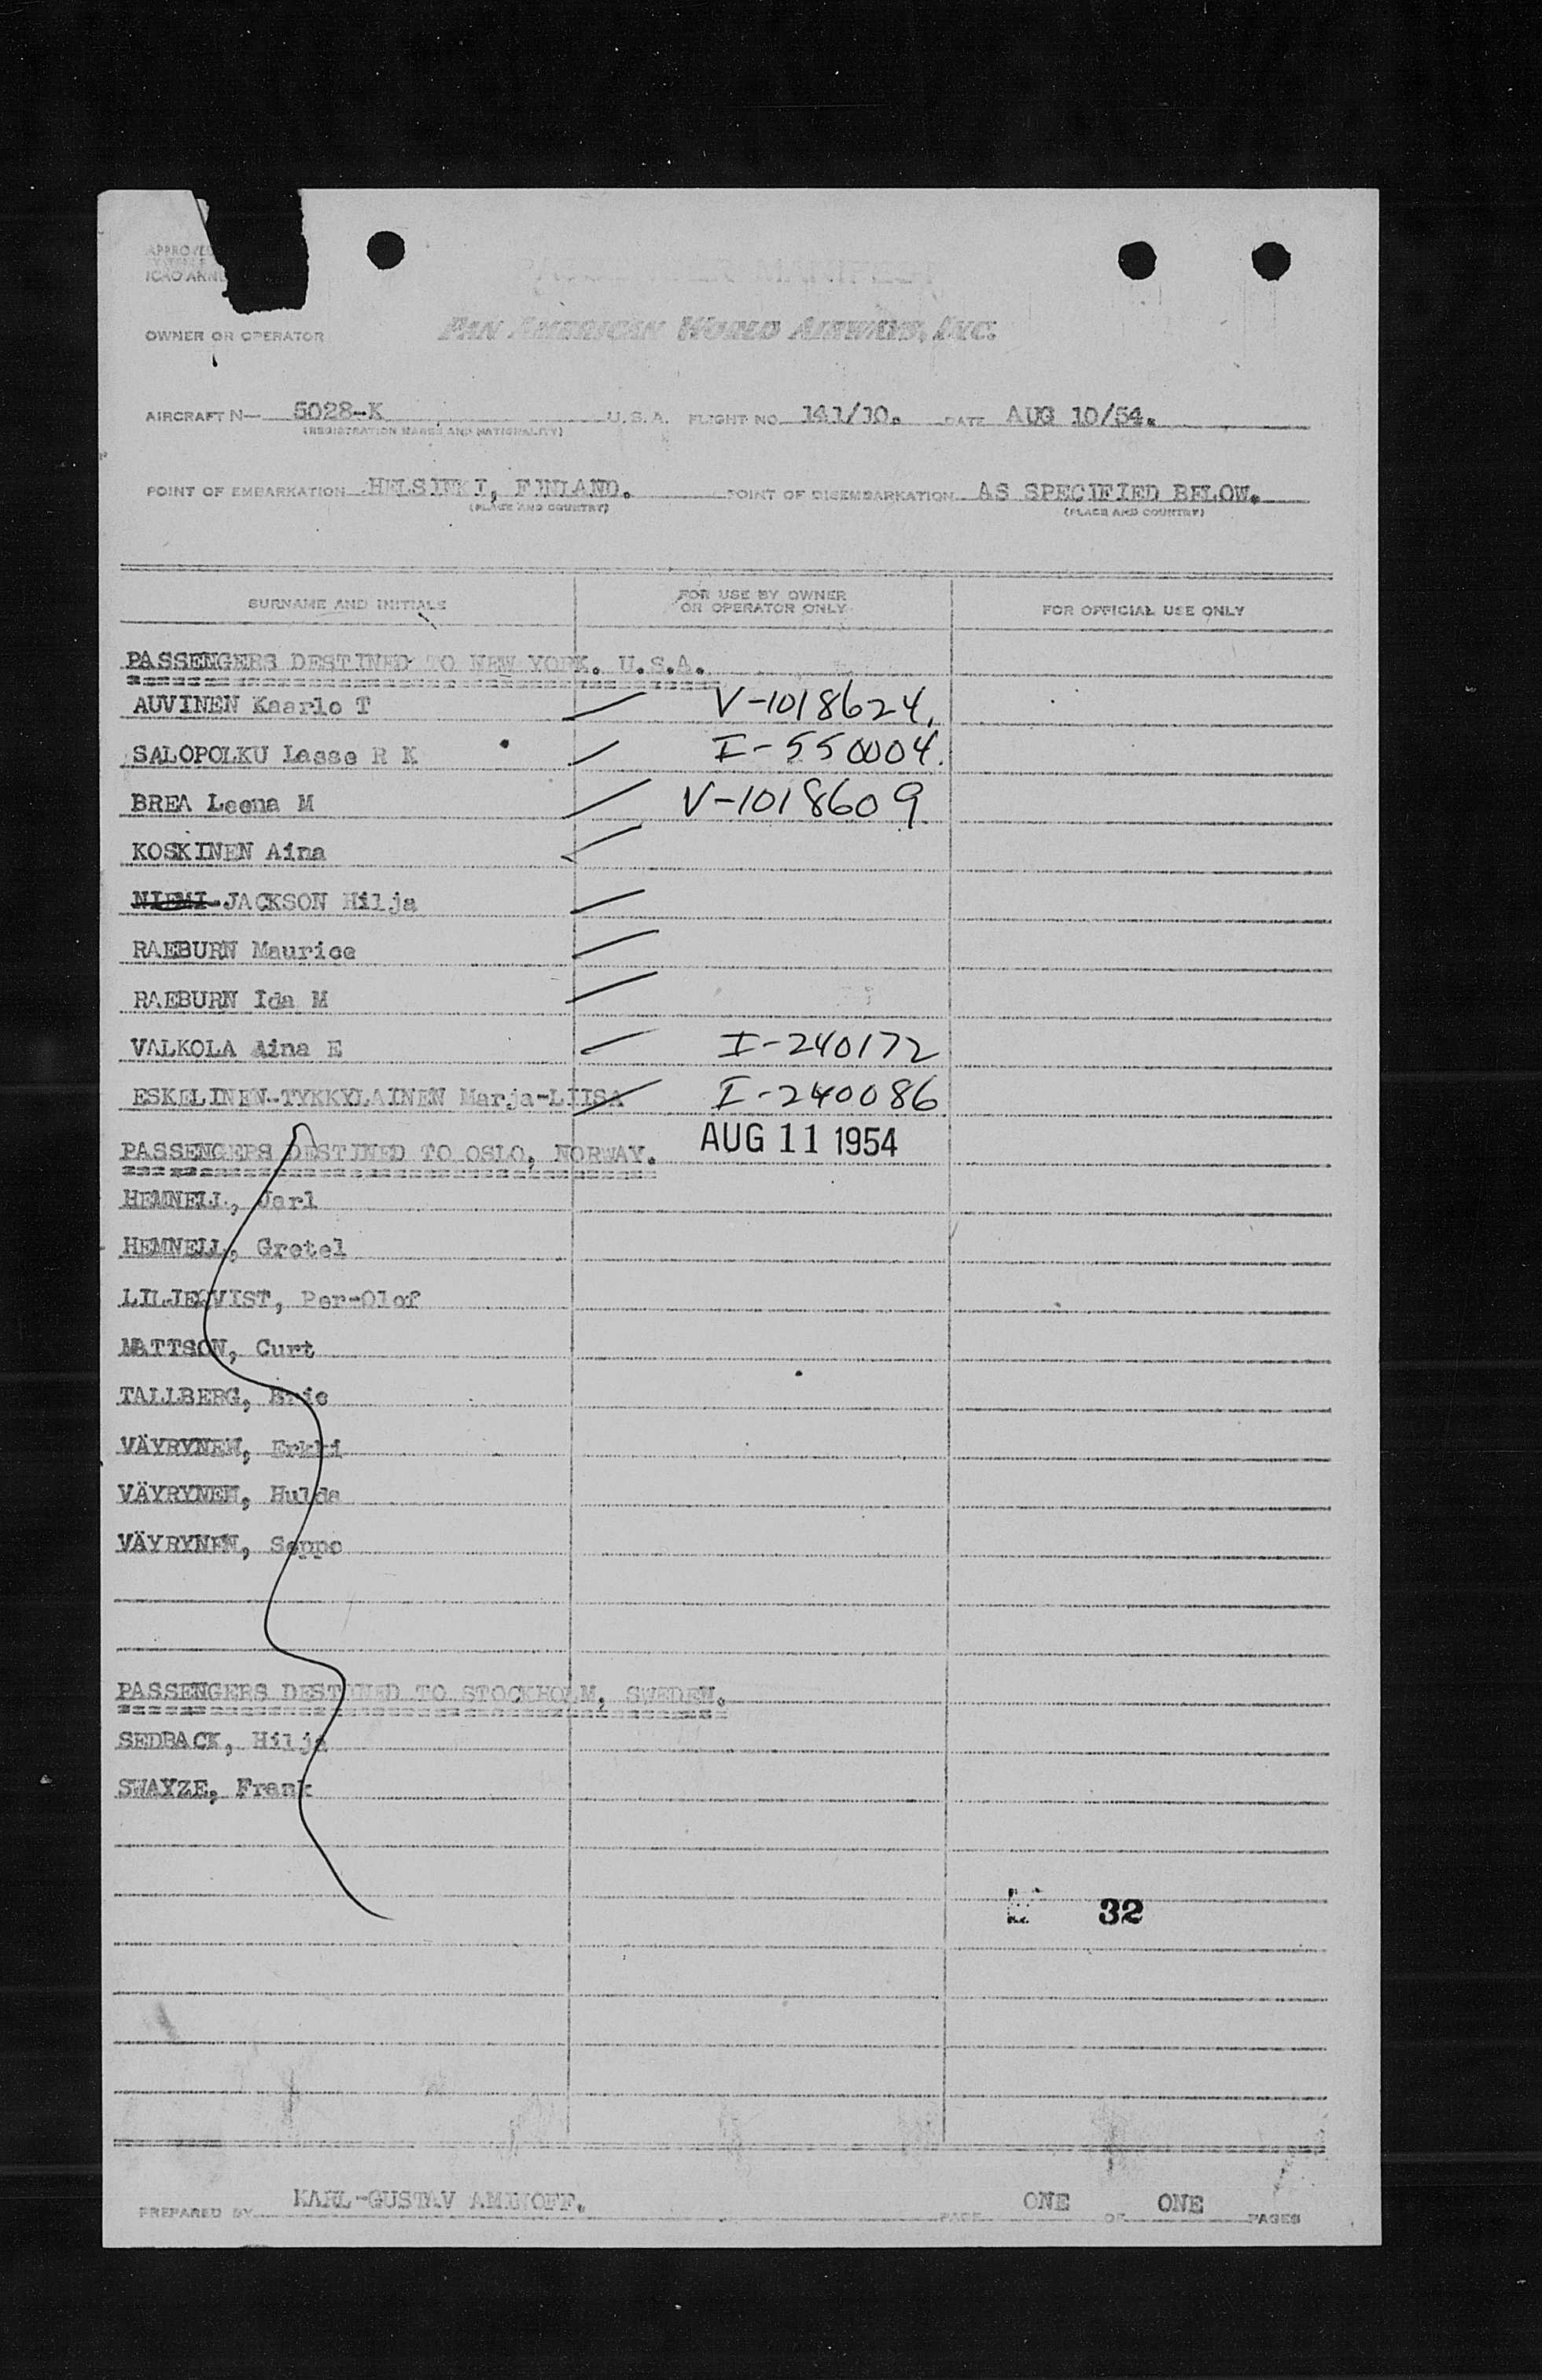 APPROVED
ICAO ANNE
OWNER OR OPERATOR PAN AMERICAN WORLD AIRWAYS, INC.
AIRCRAFT N— 5028-K U.S.A. FLIGHT NO. 141/10. DATE AUG 10/54.
(REGISTRATION MARKS AND NATIONALITY)
POINT OF EMBARKATION HELSINKI, FINLAND. POINT OF DISEMBARKATION AS SPECIFIED BELOW.
(PLACE AND COUNTRY) (PLACE AND COUNTRY)
SURNAME AND INITIALS FOR USE BY OWNER OR OPERATOR ONLY FOR OFFICIAL USE ONLY
PASSENGERS DESTINED TO NEW YORK. U.S.A.
AUVINEN Kaarlo T V-1018624.
SALOPOLKU Lasse R K I-550004.
BREA Leena M V-1018609
KOSKINEN Aina
NIEMI-JACKSON Hilja
RAEBURN Maurice
RAEBURN Ida M
VALKOLA Aina E I-240172
ESKELINEN-TYKKYLAINEN Marja-LIISA I-240086
PASSENGERS DESTINED TO OSLO, NORWAY. AUG 11 1954
HEMNELL, Jarl
HEMNELL, Gretel
LILJEQVIST, Per-Olof
MATTSON, Curt
TALLBERG, Eric
VÄYRYNEN, Erkki
VÄYRYNEN, Hulda
VÄYRYNEN, Seppo
PASSENGERS DESTINED TO STOCKHOLM, SWEDEN.
SEDBACK, Hilja
SWAYZE, Frank
32
PREPARED BY KARL-GUSTAV AMINOFF. PAGE ONE OF ONE PAGES